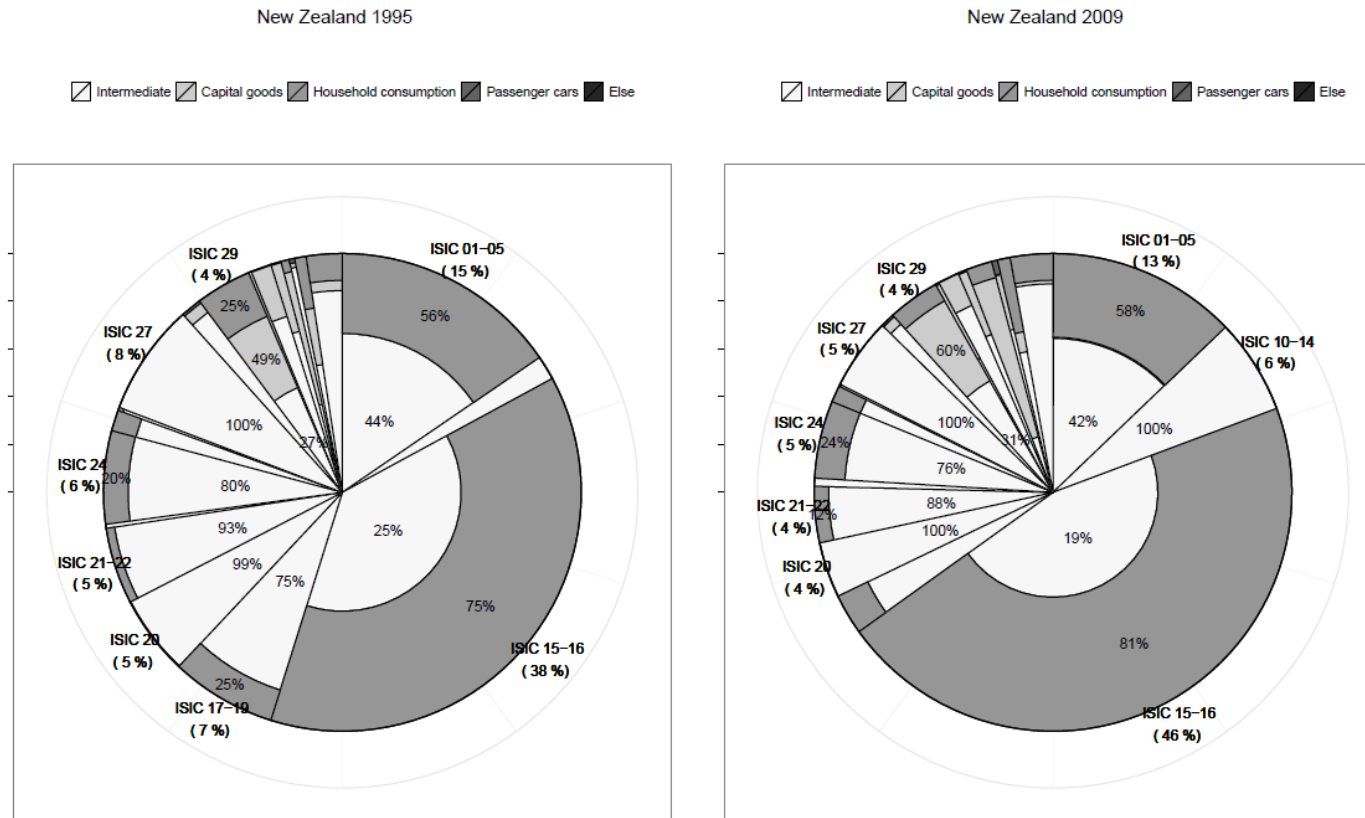 New Zealand 1995
Intermediate Capital goods Household consumption Passenger cars Else
ISIC 01−05
( 15 %)
ISIC 29
( 4 %)
ISIC 27
( 8 %)
ISIC 24
( 6 %)
ISIC 21−22
( 5 %)
ISIC 20
( 5 %)
ISIC 17−19
( 7 %)
ISIC 15−16
( 38 %)
56%
44%
25%
49%
27%
100%
20%
80%
93%
99%
75%
25%
25%
75%
New Zealand 2009
Intermediate Capital goods Household consumption Passenger cars Else
ISIC 01−05
( 13 %)
ISIC 10−14
( 6 %)
ISIC 29
( 4 %)
ISIC 27
( 5 %)
ISIC 24
( 5 %)
ISIC 21−22
( 4 %)
ISIC 20
( 4 %)
ISIC 15−16
( 46 %)
58%
42%
100%
60%
31%
100%
24%
76%
12%
88%
100%
19%
81%